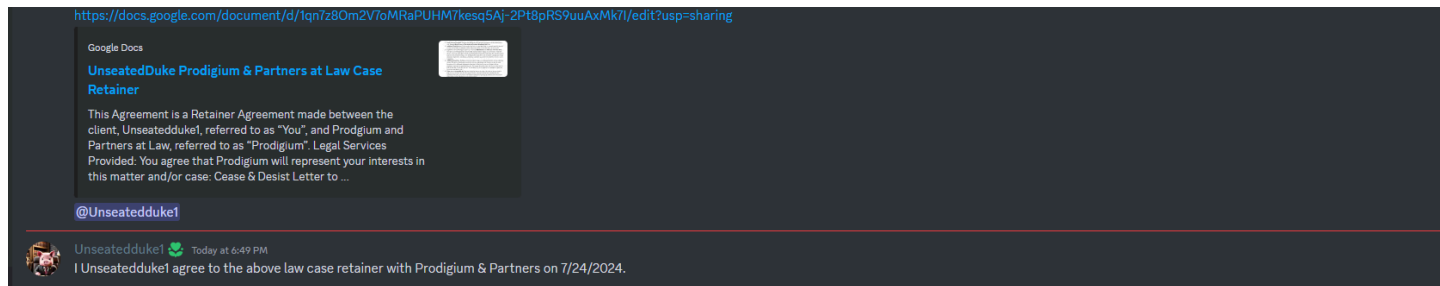 https://docs.google.com/document/d/1qn7z8Om2V7oMRaPUHM7kesq5Aj-2Pt8pRS9uuAxMk7I/edit?usp=sharing
Google Docs
UnseatedDuke Prodigium & Partners at Law Case
Retainer
This Agreement is a Retainer Agreement made between the
client, Unseatedduke1, referred to as “You”, and Prodgium and
Partners at Law, referred to as “Prodigium”. Legal Services
Provided: You agree that Prodigium will represent your interests in
this matter and/or case: Cease & Desist Letter to ...
@Unseatedduke1
Unseatedduke1 Today at 6:49 PM
I Unseatedduke1 agree to the above law case retainer with Prodigium & Partners on 7/24/2024.